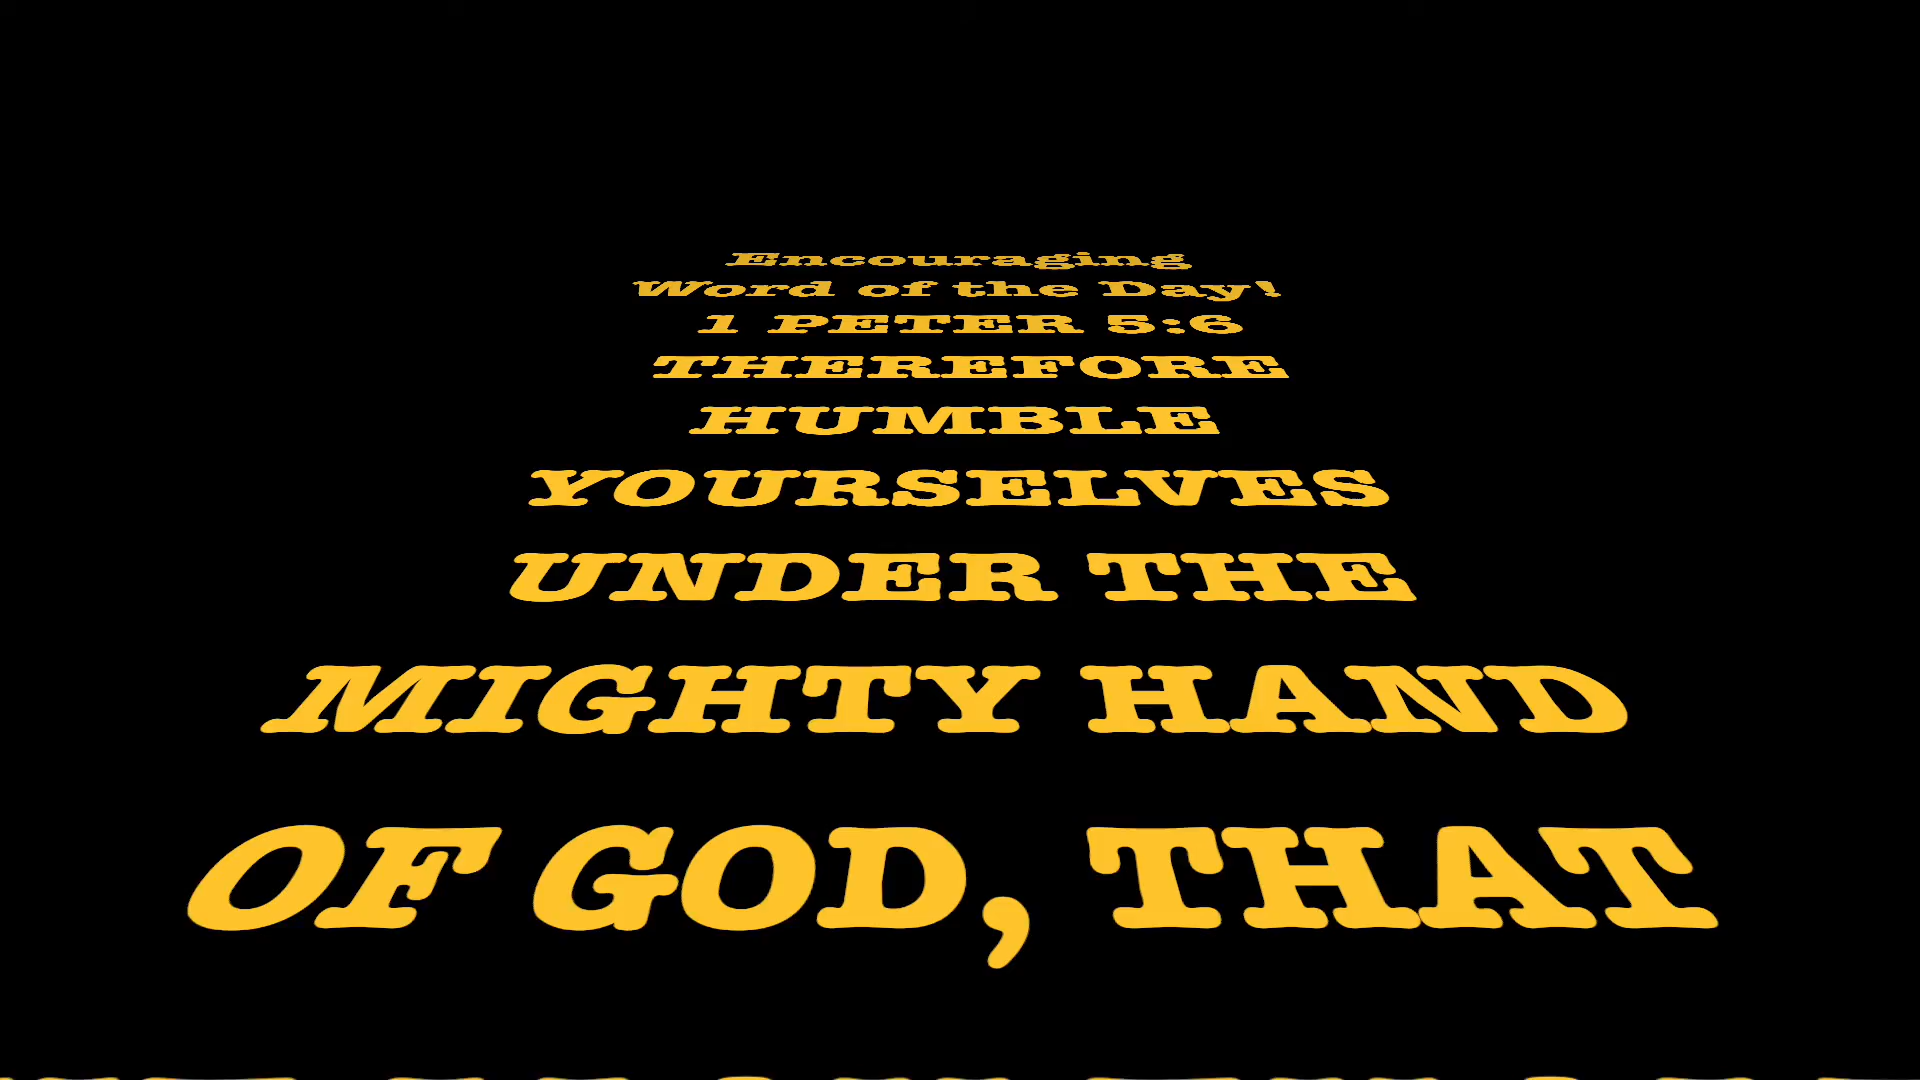 Encouraging
Word of the Day!
1 PETER 5:6
THEREFORE
HUMBLE
YOURSELVES
UNDER THE
MIGHTY HAND
OF GOD, THAT